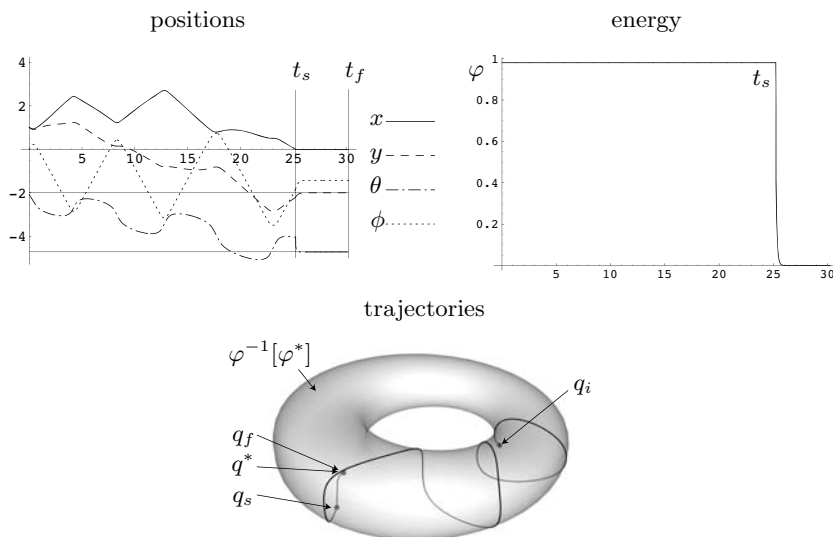 positions
energy
4
2
-2
-4
5 10 15 20 25 30
t_s
t_f
x
y
θ
ϕ
φ
1
0.8
0.6
0.4
0.2
t_s
5 10 15 20 25 30
trajectories
φ⁻¹[φ*]
q_i
q_f
q*
q_s